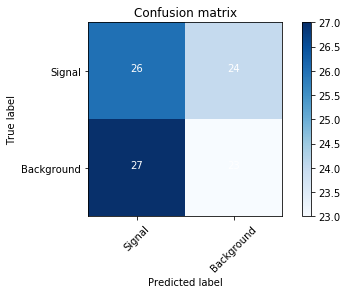 Confusion matrix
27.0
26.5
26.0
25.5
25.0
24.5
24.0
23.5
23.0
True label
Signal
26 24
Background
27
Signal
Background
Predicted label